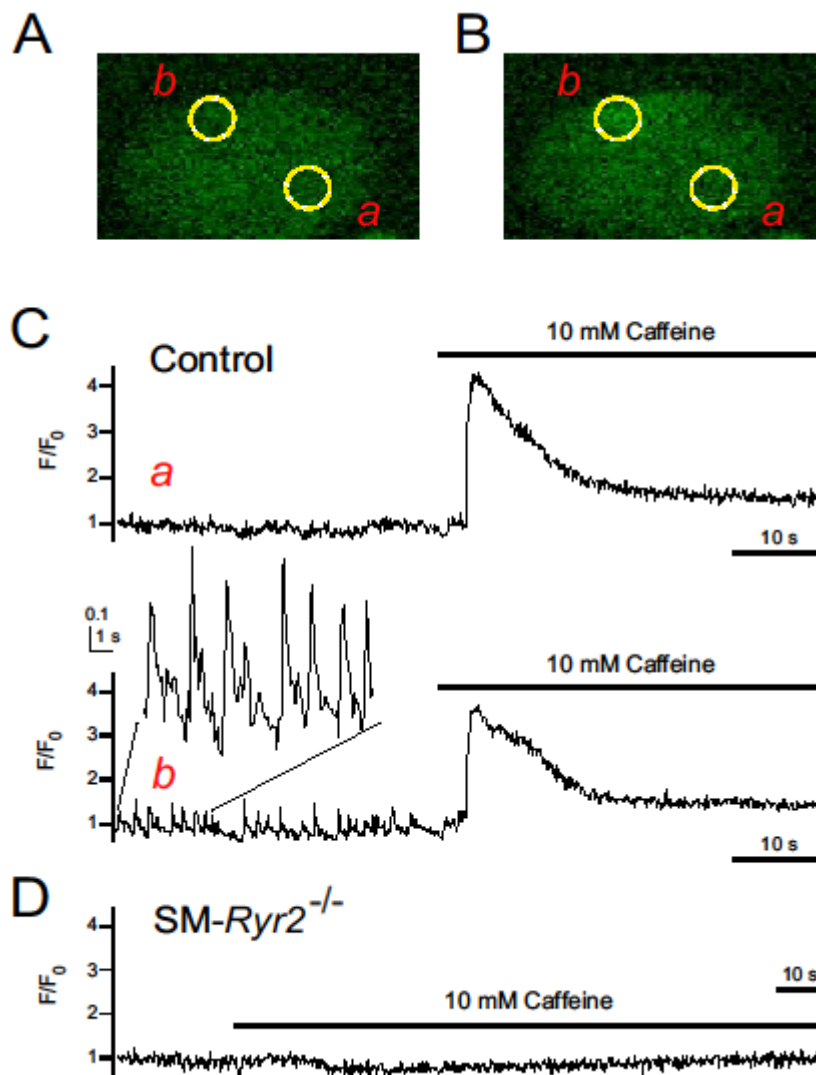 A
B
b
a
b
a
C
Control
10 mM Caffeine
4
3
2
1
F/F0
a
10 s
0.1
1 s
10 mM Caffeine
4
3
2
1
F/F0
b
10 s
D
SM-Ryr2-/-
4
3
2
1
F/F0
10 s
10 mM Caffeine